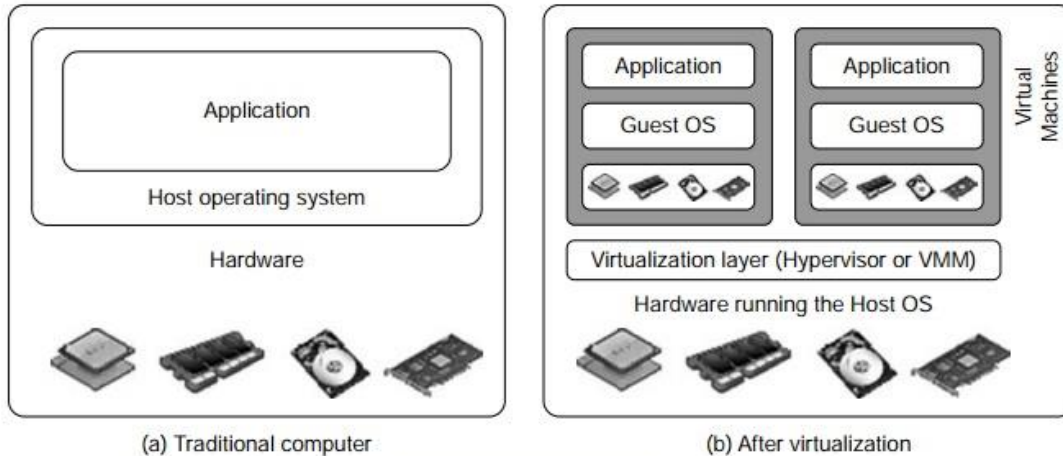 Application
Host operating system
Hardware
(a) Traditional computer
Application
Guest OS
Application
Guest OS
Virtual
Machines
Virtualization layer (Hypervisor or VMM)
Hardware running the Host OS
(b) After virtualization